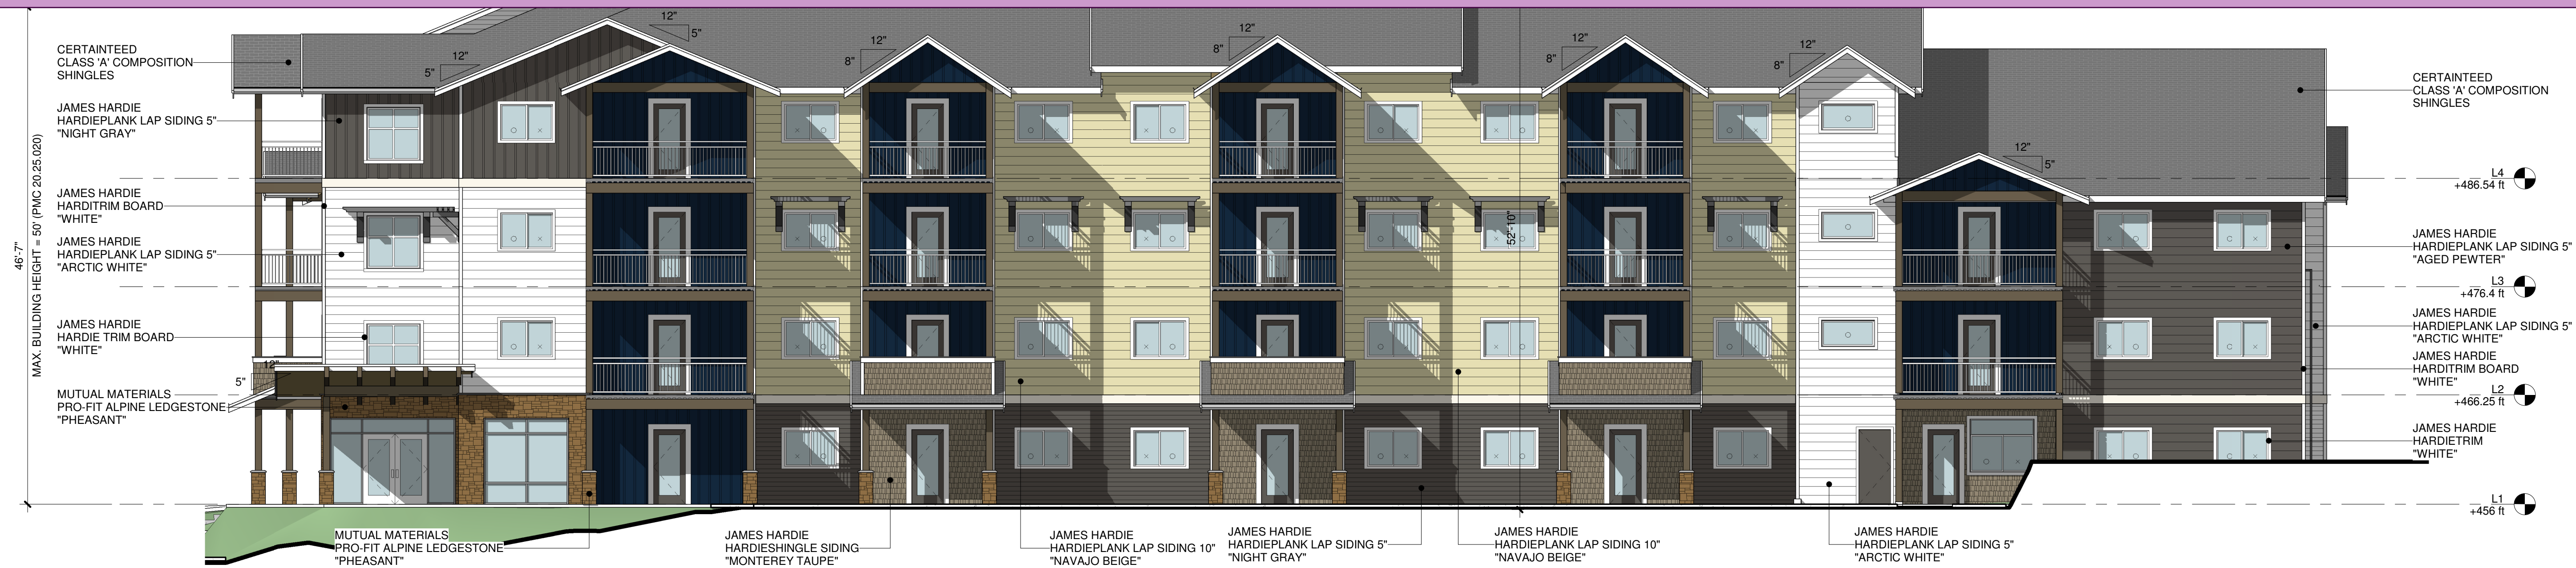 CERTAINTEED
CLASS 'A' COMPOSITION
SHINGLES
JAMES HARDIE
HARDIEPLANK LAP SIDING 5"
"NIGHT GRAY"
JAMES HARDIE
HARDITRIM BOARD
"WHITE"
JAMES HARDIE
HARDIEPLANK LAP SIDING 5"
"ARCTIC WHITE"
JAMES HARDIE
HARDIE TRIM BOARD
"WHITE"
MUTUAL MATERIALS
PRO-FIT ALPINE LEDGESTONE
"PHEASANT"
46'-7"
MAX. BUILDING HEIGHT = 50' (PMC 20.25.020)
12"
5"
12"
5"
12"
8"
12"
8"
12"
8"
12"
8"
12"
5"
12"
5"
52'-10"
CERTAINTEED
CLASS 'A' COMPOSITION
SHINGLES
L4
+486.54 ft
JAMES HARDIE
HARDIEPLANK LAP SIDING 5"
"AGED PEWTER"
L3
+476.4 ft
JAMES HARDIE
HARDIEPLANK LAP SIDING 5"
"ARCTIC WHITE"
JAMES HARDIE
HARDITRIM BOARD
"WHITE"
L2
+466.25 ft
JAMES HARDIE
HARDIETRIM
"WHITE"
L1
+456 ft
MUTUAL MATERIALS
PRO-FIT ALPINE LEDGESTONE
"PHEASANT"
JAMES HARDIE
HARDIESHINGLE SIDING
"MONTEREY TAUPE"
JAMES HARDIE
HARDIEPLANK LAP SIDING 10"
"NAVAJO BEIGE"
JAMES HARDIE
HARDIEPLANK LAP SIDING 5"
"NIGHT GRAY"
JAMES HARDIE
HARDIEPLANK LAP SIDING 10"
"NAVAJO BEIGE"
JAMES HARDIE
HARDIEPLANK LAP SIDING 5"
"ARCTIC WHITE"